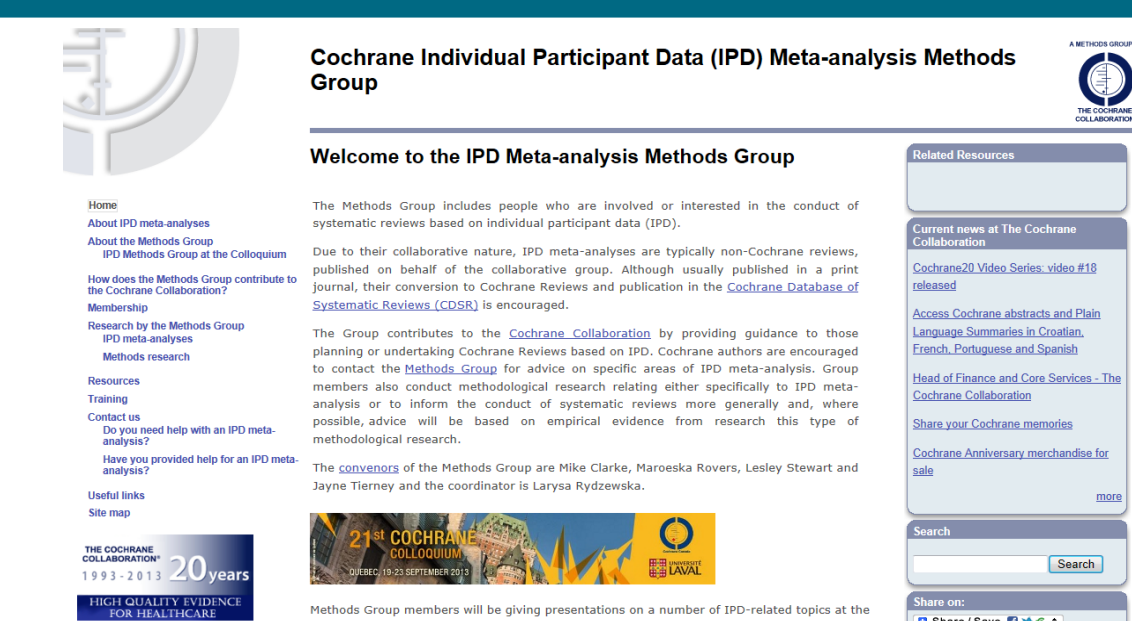 Cochrane Individual Participant Data (IPD) Meta-analysis Methods
Group
A METHODS GROUP
THE COCHRANE
COLLABORATION
Home
About IPD meta-analyses
About the Methods Group
IPD Methods Group at the Colloquium
How does the Methods Group contribute to
the Cochrane Collaboration?
Membership
Research by the Methods Group
IPD meta-analyses
Methods research
Resources
Training
Contact us
Do you need help with an IPD meta-
analysis?
Have you provided help for an IPD meta-
analysis?
Useful links
Site map
THE COCHRANE
COLLABORATION®
1993-2013 20 years
HIGH QUALITY EVIDENCE
FOR HEALTHCARE
Welcome to the IPD Meta-analysis Methods Group
The Methods Group includes people who are involved or interested in the conduct of
systematic reviews based on individual participant data (IPD).
Due to their collaborative nature, IPD meta-analyses are typically non-Cochrane reviews,
published on behalf of the collaborative group. Although usually published in a print
journal, their conversion to Cochrane Reviews and publication in the Cochrane Database of
Systematic Reviews (CDSR) is encouraged.
The Group contributes to the Cochrane Collaboration by providing guidance to those
planning or undertaking Cochrane Reviews based on IPD. Cochrane authors are encouraged
to contact the Methods Group for advice on specific areas of IPD meta-analysis. Group
members also conduct methodological research relating either specifically to IPD meta-
analysis or to inform the conduct of systematic reviews more generally and, where
possible, advice will be based on empirical evidence from research this type of
methodological research.
The convenors of the Methods Group are Mike Clarke, Maroeska Rovers, Lesley Stewart and
Jayne Tierney and the coordinator is Larysa Rydzewska.
21st COCHRANE
COLLOQUIUM
QUEBEC, 19-23 SEPTEMBER 2013
UNIVERSITÉ
LAVAL
Methods Group members will be giving presentations on a number of IPD-related topics at the
Related Resources
Current news at The Cochrane
Collaboration
Cochrane20 Video Series: video #18
released
Access Cochrane abstracts and Plain
Language Summaries in Croatian,
French, Portuguese and Spanish
Head of Finance and Core Services - The
Cochrane Collaboration
Share your Cochrane memories
Cochrane Anniversary merchandise for
sale
more
Search
Search
Share on:
Share / Save